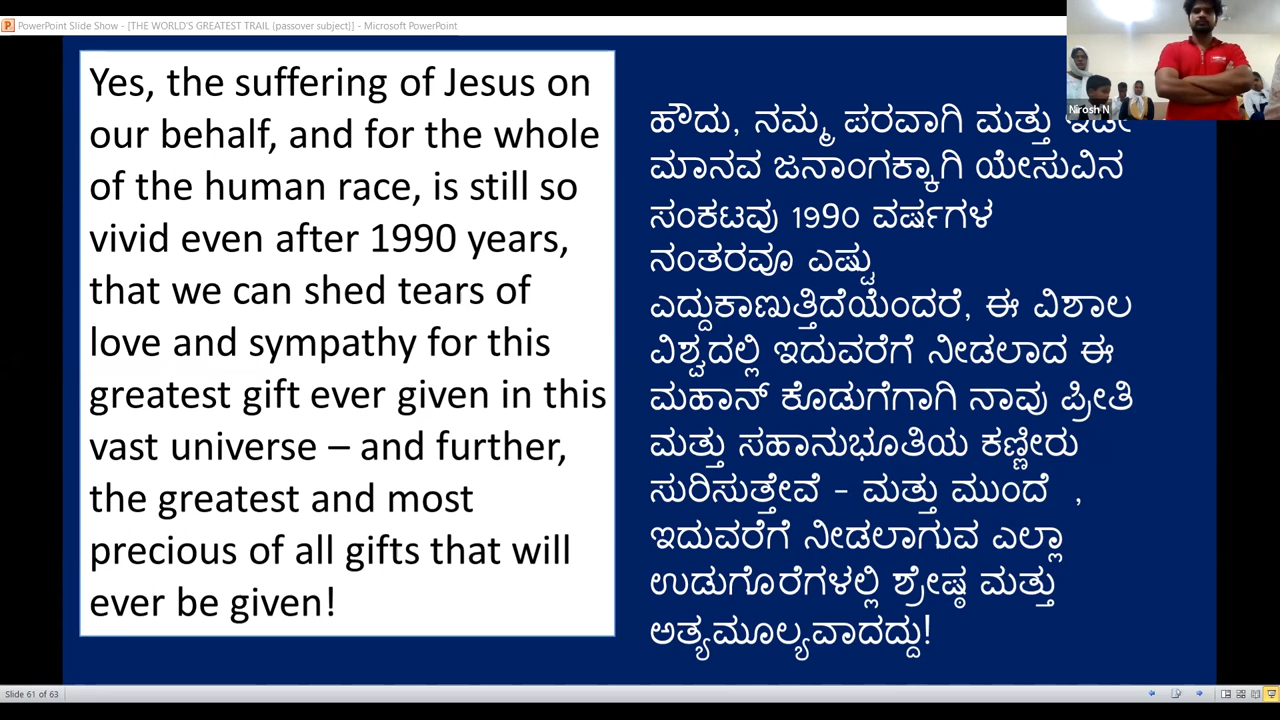 PowerPoint Slide Show - [THE WORLD'S GREATEST TRAIL (passover subject)] - Microsoft PowerPoint
Nirosh N
Yes, the suffering of Jesus on
our behalf, and for the whole
of the human race, is still so
vivid even after 1990 years,
that we can shed tears of
love and sympathy for this
greatest gift ever given in this
vast universe – and further,
the greatest and most
precious of all gifts that will
ever be given!
ಹೌದು, ನಮ್ಮ ಪರವಾಗಿ ಮತ್ತು
ಮಾನವ ಜನಾಂಗಕ್ಕಾಗಿ ಯೇಸುವಿನ
ಸಂಕಟವು 1990 ವರ್ಷಗಳ
ನಂತರವೂ ಎಷ್ಟು
ಎದ್ದುಕಾಣುತ್ತಿದೆಯೆಂದರೆ, ಈ ವಿಶಾಲ
ವಿಶ್ವದಲ್ಲಿ ಇದುವರೆಗೆ ನೀಡಲಾದ ಈ
ಮಹಾನ್ ಕೊಡುಗೆಗಾಗಿ ನಾವು ಪ್ರೀತಿ
ಮತ್ತು ಸಹಾನುಭೂತಿಯ ಕಣ್ಣೀರು
ಸುರಿಸುತ್ತೇವೆ - ಮತ್ತು ಮುಂದೆ ,
ಇದುವರೆಗೆ ನೀಡಲಾಗುವ ಎಲ್ಲಾ
ಉಡುಗೊರೆಗಳಲ್ಲಿ ಶ್ರೇಷ್ಠ ಮತ್ತು
ಅತ್ಯಮೂಲ್ಯವಾದದ್ದು!
Slide 61 of 63